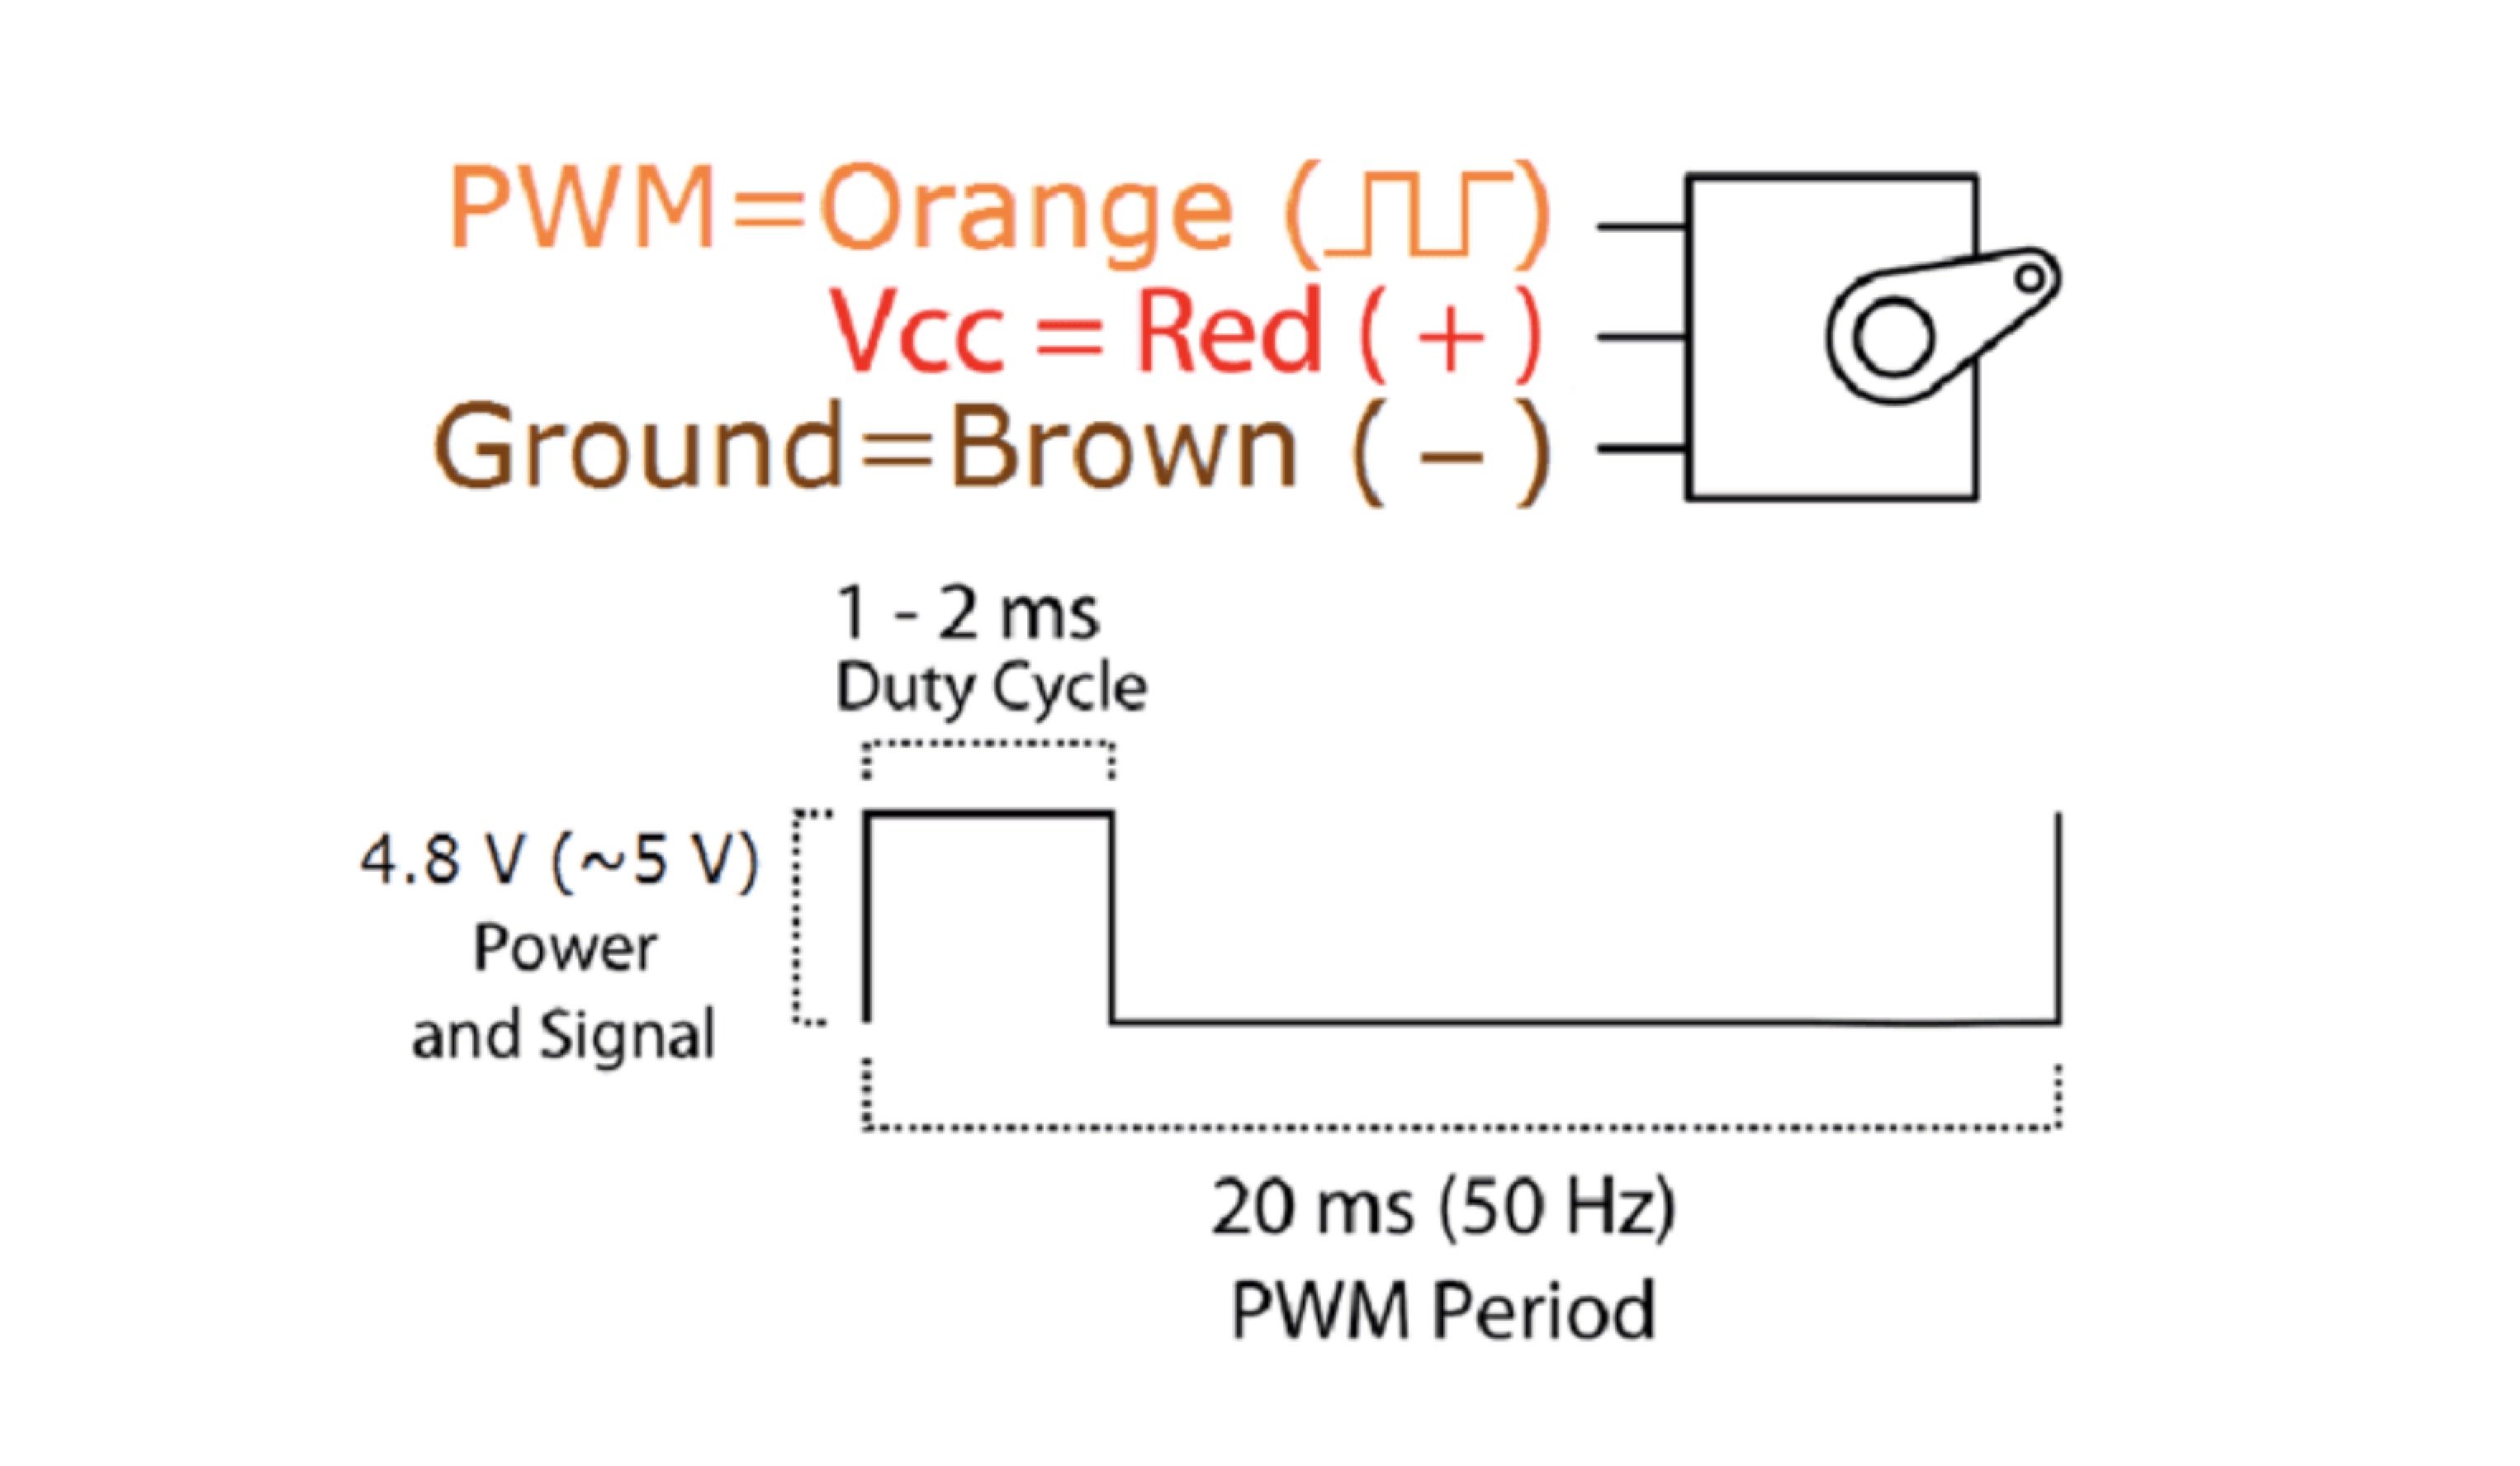 PWM=Orange ( )
Vcc = Red ( + )
Ground=Brown ( − )
1 - 2 ms
Duty Cycle
4.8 V (~5 V)
Power
and Signal
20 ms (50 Hz)
PWM Period